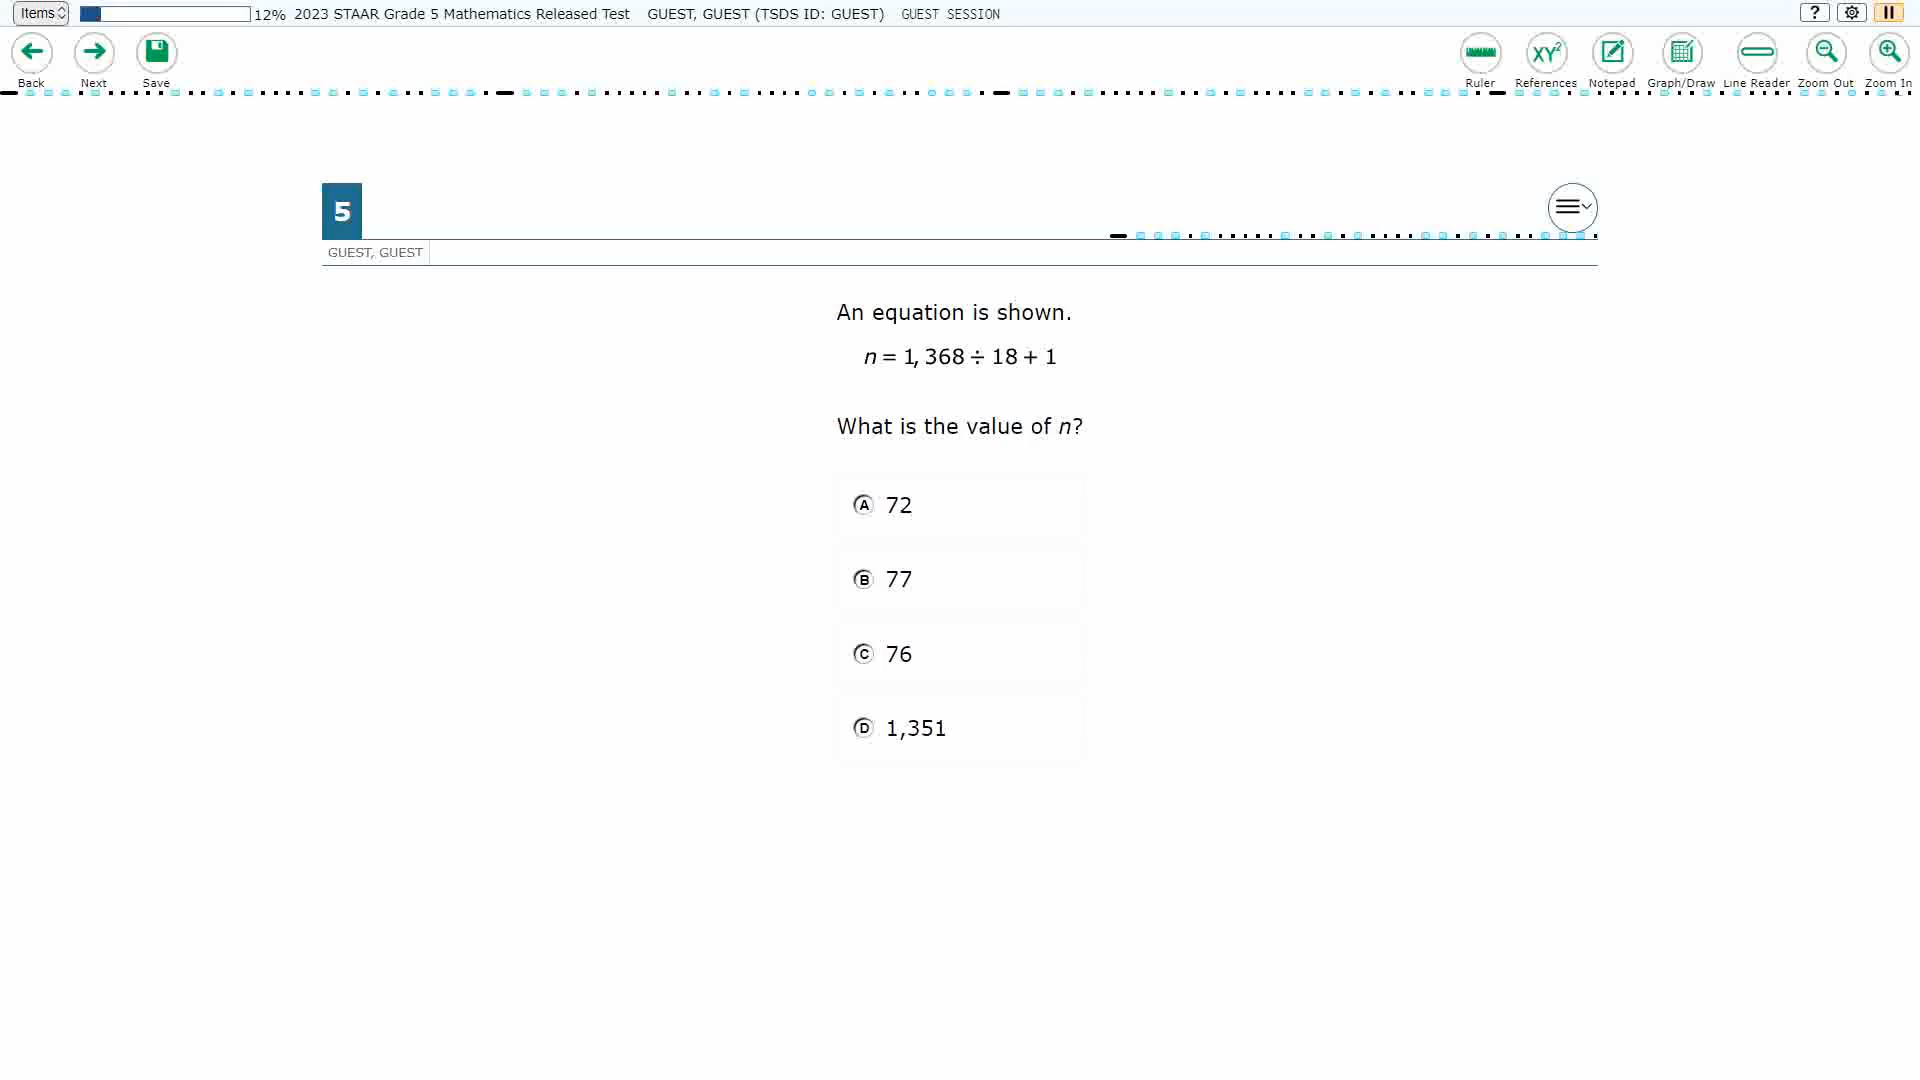 Items 12% 2023 STAAR Grade 5 Mathematics Released Test GUEST, GUEST (TSDS ID: GUEST) GUEST SESSION ?
Back Next Save Ruler XY² References Notepad Graph/Draw Line Reader Zoom Out Zoom In
5
GUEST, GUEST
An equation is shown.
n = 1, 368 ÷ 18 + 1
What is the value of n?
A 72
B 77
C 76
D 1,351